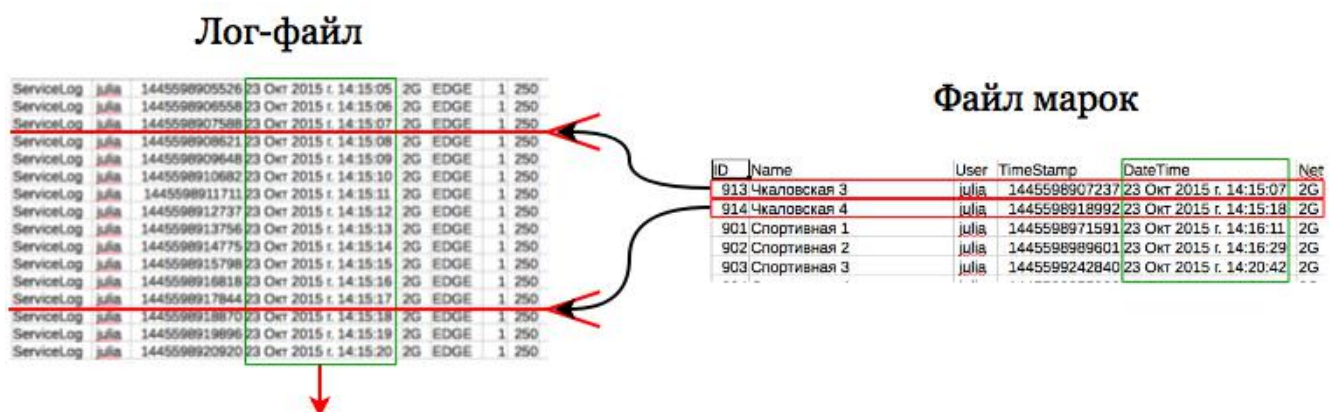 Лог-файл
ServiceLog julia 1445598905526 23 Окт 2015 г. 14:15:05 2G EDGE 1 250
ServiceLog julia 1445598906558 23 Окт 2015 г. 14:15:06 2G EDGE 1 250
ServiceLog julia 1445598907588 23 Окт 2015 г. 14:15:07 2G EDGE 1 250
ServiceLog julia 1445598908621 23 Окт 2015 г. 14:15:08 2G EDGE 1 250
ServiceLog julia 1445598909648 23 Окт 2015 г. 14:15:09 2G EDGE 1 250
ServiceLog julia 1445598910682 23 Окт 2015 г. 14:15:10 2G EDGE 1 250
ServiceLog julia 1445598911711 23 Окт 2015 г. 14:15:11 2G EDGE 1 250
ServiceLog julia 1445598912737 23 Окт 2015 г. 14:15:12 2G EDGE 1 250
ServiceLog julia 1445598913756 23 Окт 2015 г. 14:15:13 2G EDGE 1 250
ServiceLog julia 1445598914775 23 Окт 2015 г. 14:15:14 2G EDGE 1 250
ServiceLog julia 1445598915798 23 Окт 2015 г. 14:15:15 2G EDGE 1 250
ServiceLog julia 1445598916818 23 Окт 2015 г. 14:15:16 2G EDGE 1 250
ServiceLog julia 1445598917844 23 Окт 2015 г. 14:15:17 2G EDGE 1 250
ServiceLog julia 1445598918870 23 Окт 2015 г. 14:15:18 2G EDGE 1 250
ServiceLog julia 1445598919896 23 Окт 2015 г. 14:15:19 2G EDGE 1 250
ServiceLog julia 1445598920920 23 Окт 2015 г. 14:15:20 2G EDGE 1 250
Файл марок
ID Name User TimeStamp DateTime Net
913 Чкаловская 3 julia 1445598907237 23 Окт 2015 г. 14:15:07 2G
914 Чкаловская 4 julia 1445598918992 23 Окт 2015 г. 14:15:18 2G
901 Спортивная 1 julia 1445598971591 23 Окт 2015 г. 14:16:11 2G
902 Спортивная 2 julia 1445598989601 23 Окт 2015 г. 14:16:29 2G
903 Спортивная 3 julia 1445599242840 23 Окт 2015 г. 14:20:42 2G